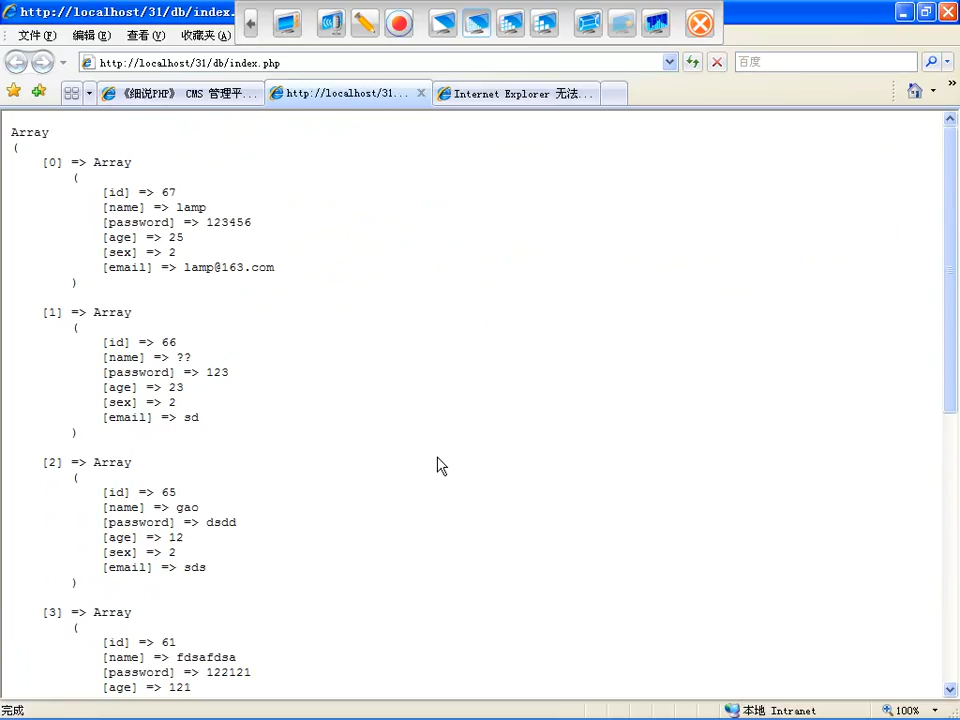 http://localhost/31/db/index.
文件(F) 编辑(E) 查看(V) 收藏夹(A)
http://localhost/31/db/index.php
百度
《细说PHP》 CMS 管理平... http://localhost/31... Internet Explorer 无法...
Array
(
[0] => Array
(
[id] => 67
[name] => lamp
[password] => 123456
[age] => 25
[sex] => 2
[email] => lamp@163.com
)
[1] => Array
(
[id] => 66
[name] => ??
[password] => 123
[age] => 23
[sex] => 2
[email] => sd
)
[2] => Array
(
[id] => 65
[name] => gao
[password] => dsdd
[age] => 12
[sex] => 2
[email] => sds
)
[3] => Array
(
[id] => 61
[name] => fdsafdsa
[password] => 122121
[age] => 121
完成 本地 Intranet 100%